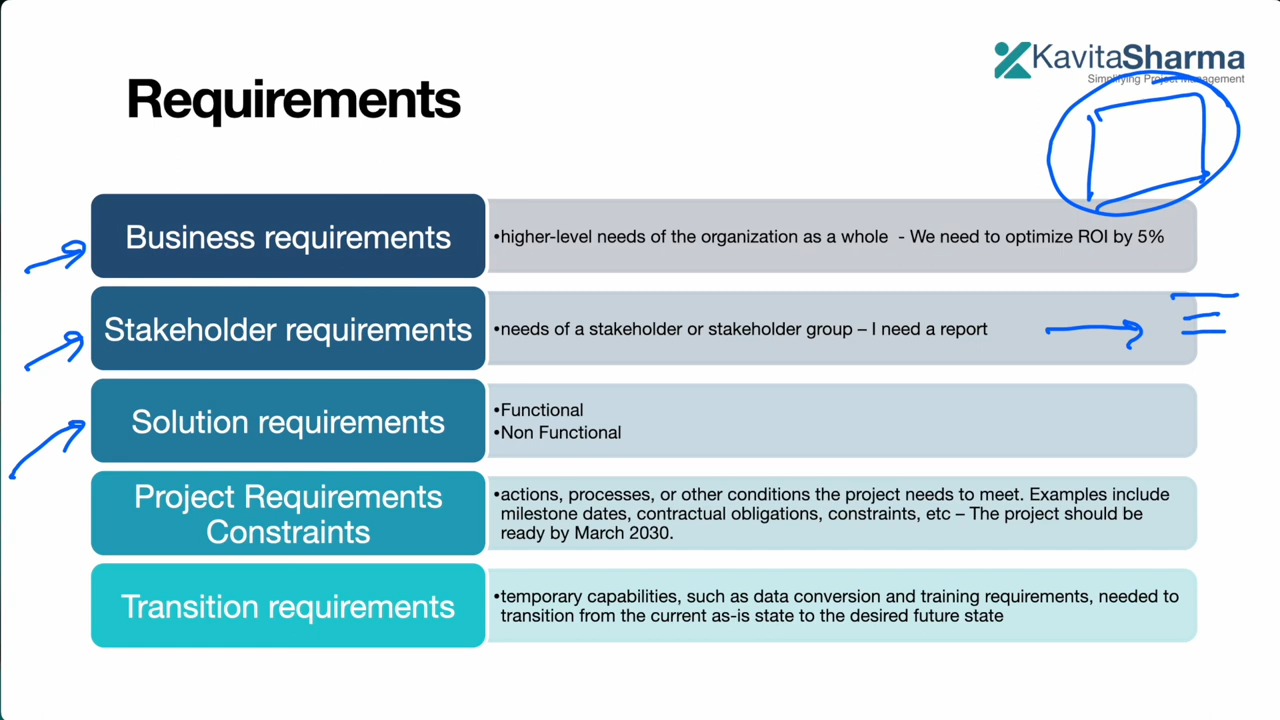 KavitaSharma
Simplifying Project Management
Requirements
Business requirements
•higher-level needs of the organization as a whole - We need to optimize ROI by 5%
Stakeholder requirements
•needs of a stakeholder or stakeholder group – I need a report
Solution requirements
•Functional
•Non Functional
Project Requirements
Constraints
•actions, processes, or other conditions the project needs to meet. Examples include
milestone dates, contractual obligations, constraints, etc – The project should be
ready by March 2030.
Transition requirements
•temporary capabilities, such as data conversion and training requirements, needed to
transition from the current as-is state to the desired future state